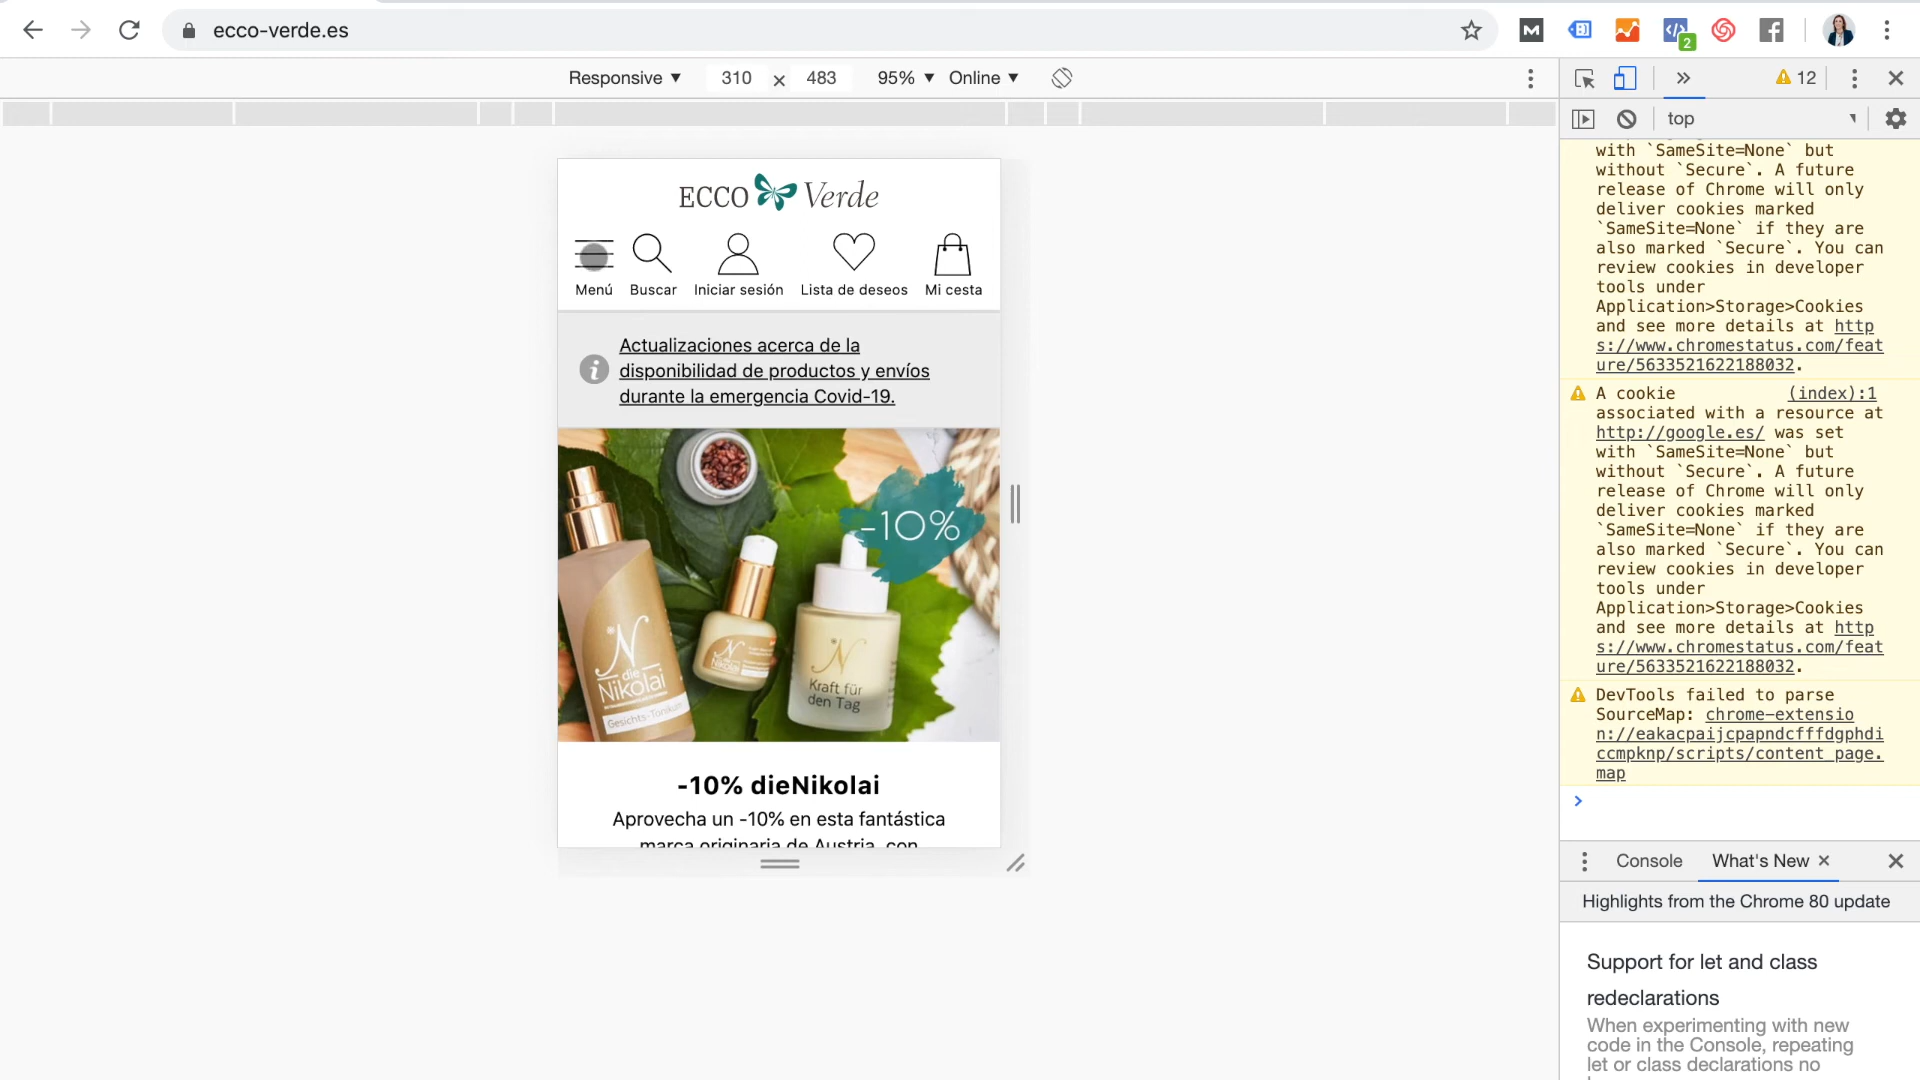 ecco-verde.es
2
Responsive ▼ 310 × 483 95% ▼ Online ▼
12
top
ECCO Verde
Menú Buscar Iniciar sesión Lista de deseos Mi cesta
Actualizaciones acerca de la
disponibilidad de productos y envíos
durante la emergencia Covid-19.
-10%
N
die
Nikolai
Gesichts-Tonikum
N
Kraft für
den Tag
-10% dieNikolai
Aprovecha un -10% en esta fantástica
marca originaria de Austria, con
with `SameSite=None` but
without `Secure`. A future
release of Chrome will only
deliver cookies marked
`SameSite=None` if they are
also marked `Secure`. You can
review cookies in developer
tools under
Application>Storage>Cookies
and see more details at http
s://www.chromestatus.com/feat
ure/5633521622188032.
A cookie (index):1
associated with a resource at
http://google.es/ was set
with `SameSite=None` but
without `Secure`. A future
release of Chrome will only
deliver cookies marked
`SameSite=None` if they are
also marked `Secure`. You can
review cookies in developer
tools under
Application>Storage>Cookies
and see more details at http
s://www.chromestatus.com/feat
ure/5633521622188032.
DevTools failed to parse
SourceMap: chrome-extensio
n://eakacpaijcpapndcfffdgphdi
ccmpknp/scripts/content_page.
map
Console What's New ×
Highlights from the Chrome 80 update
Support for let and class
redeclarations
When experimenting with new
code in the Console, repeating
let or class declarations no